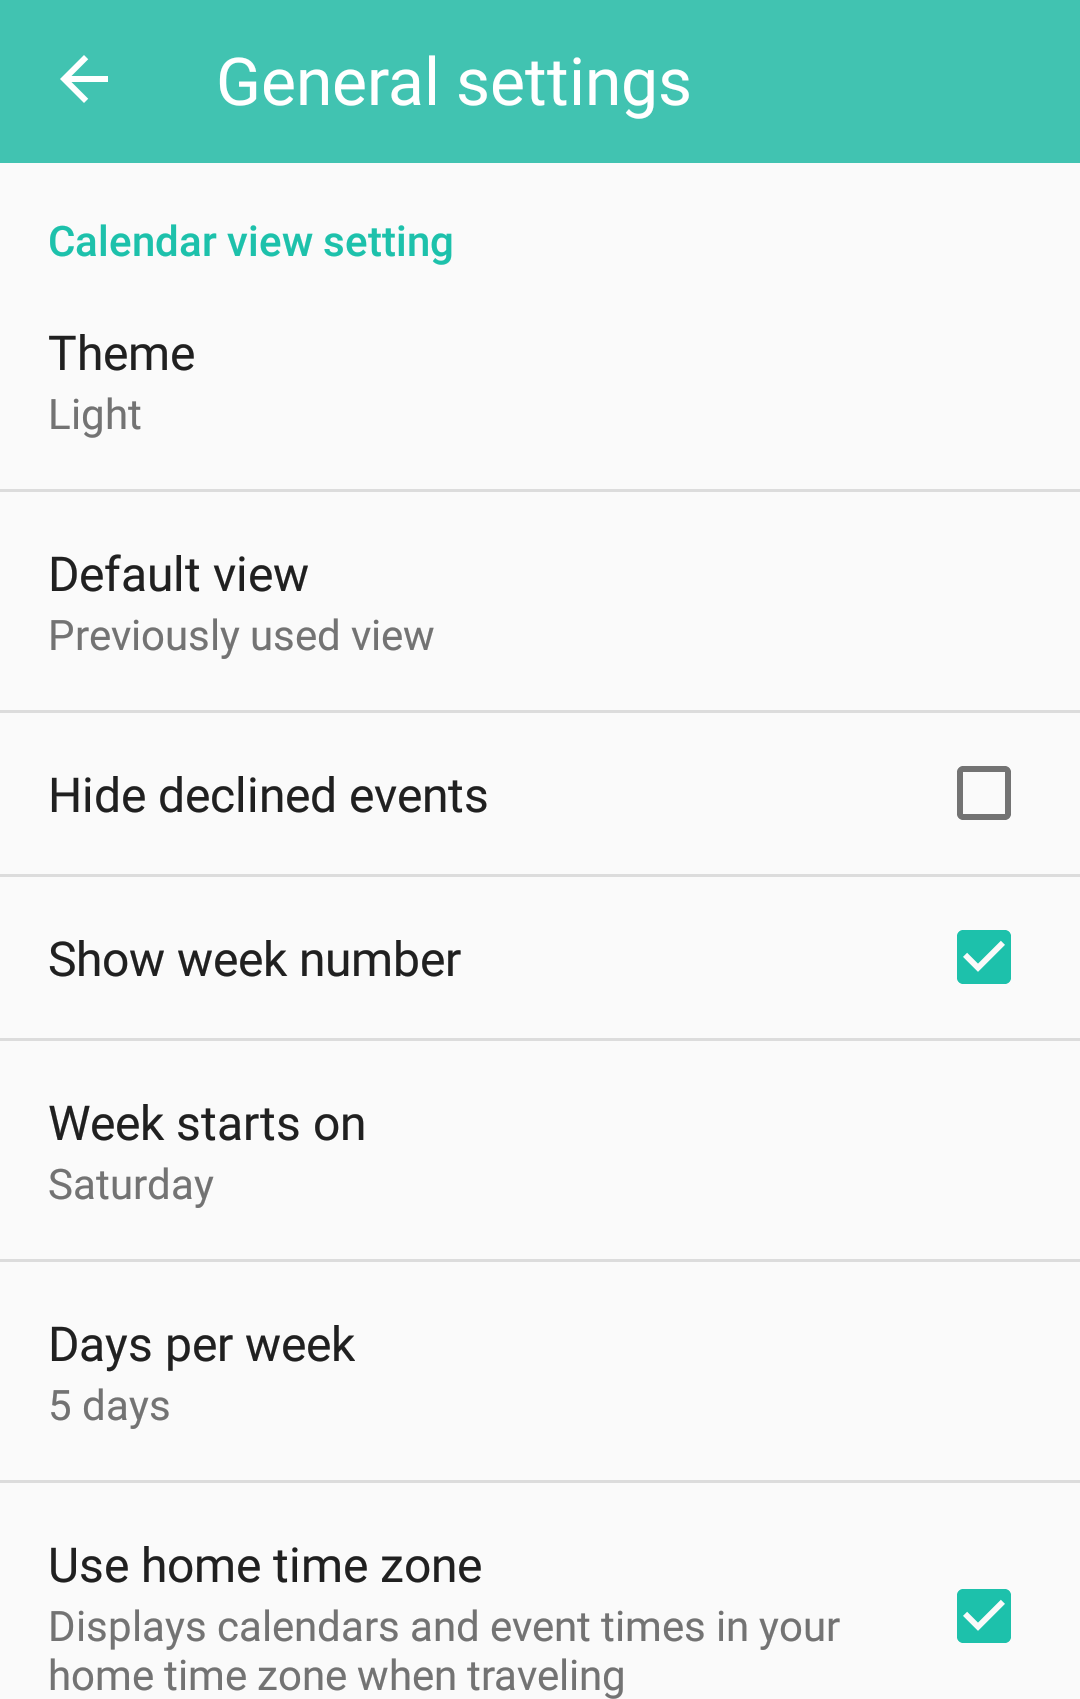 General settings
Calendar view setting
Theme
Light
Default view
Previously used view
Hide declined events
Show week number
Week starts on
Saturday
Days per week
5 days
Use home time zone
Displays calendars and event times in your
home time zone when traveling